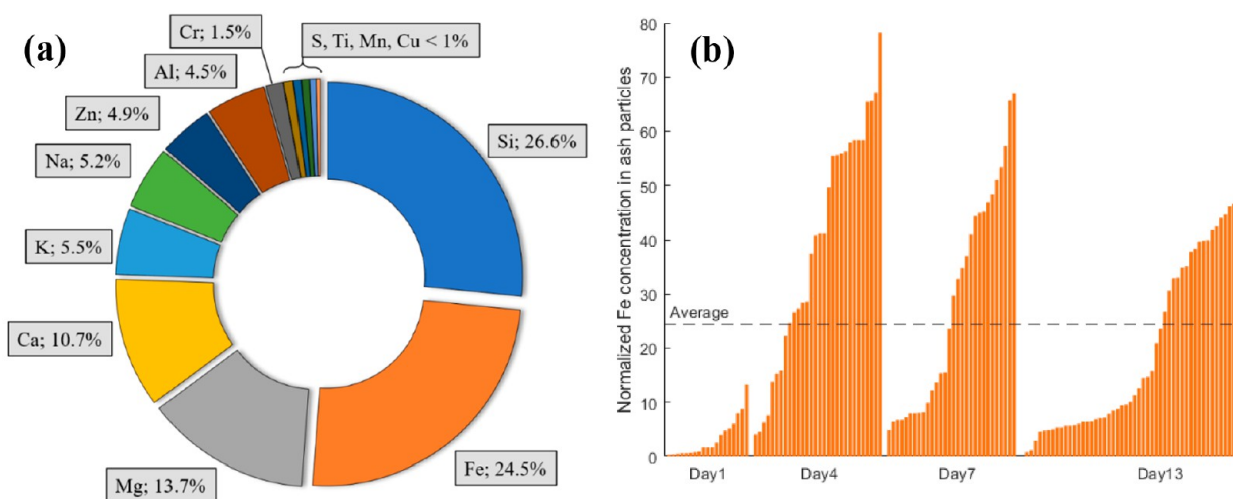 (a)
Cr; 1.5%
S, Ti, Mn, Cu < 1%
Al; 4.5%
Zn; 4.9%
Na; 5.2%
K; 5.5%
Ca; 10.7%
Mg; 13.7%
Fe; 24.5%
Si; 26.6%
(b)
Normalized Fe concentration in ash particles
80
70
60
50
40
30
20
10
0
Average
Day1
Day4
Day7
Day13